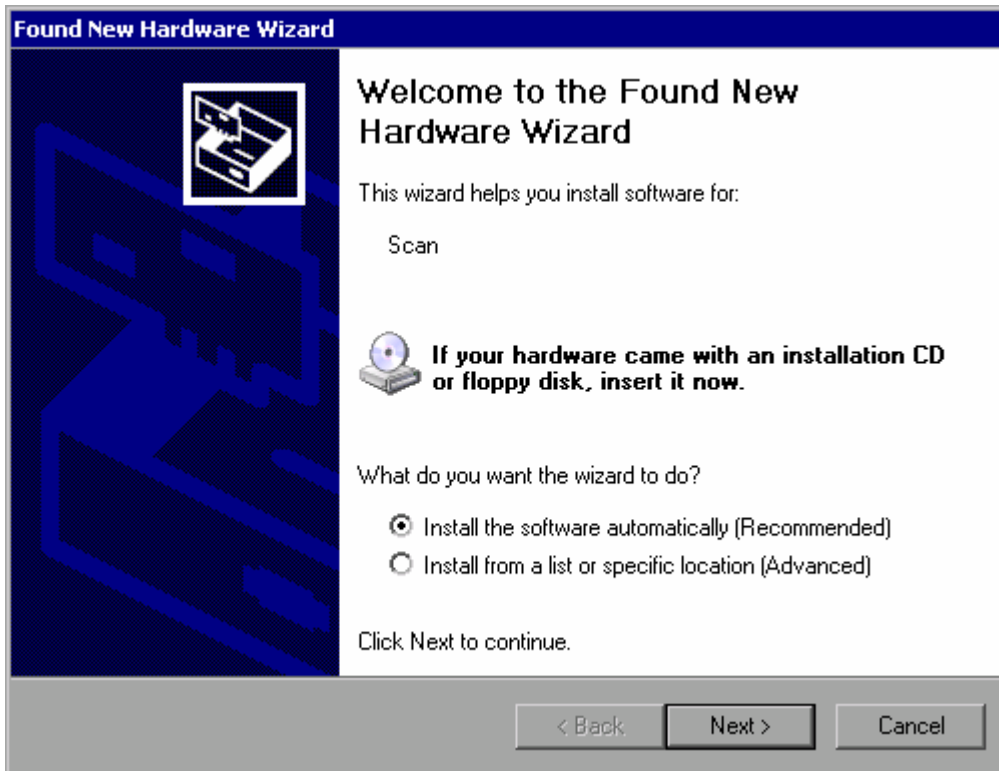 Found New Hardware Wizard
Welcome to the Found New
Hardware Wizard
This wizard helps you install software for:
Scan
If your hardware came with an installation CD
or floppy disk, insert it now.
What do you want the wizard to do?
Install the software automatically (Recommended)
Install from a list or specific location (Advanced)
Click Next to continue.
< Back
Next >
Cancel